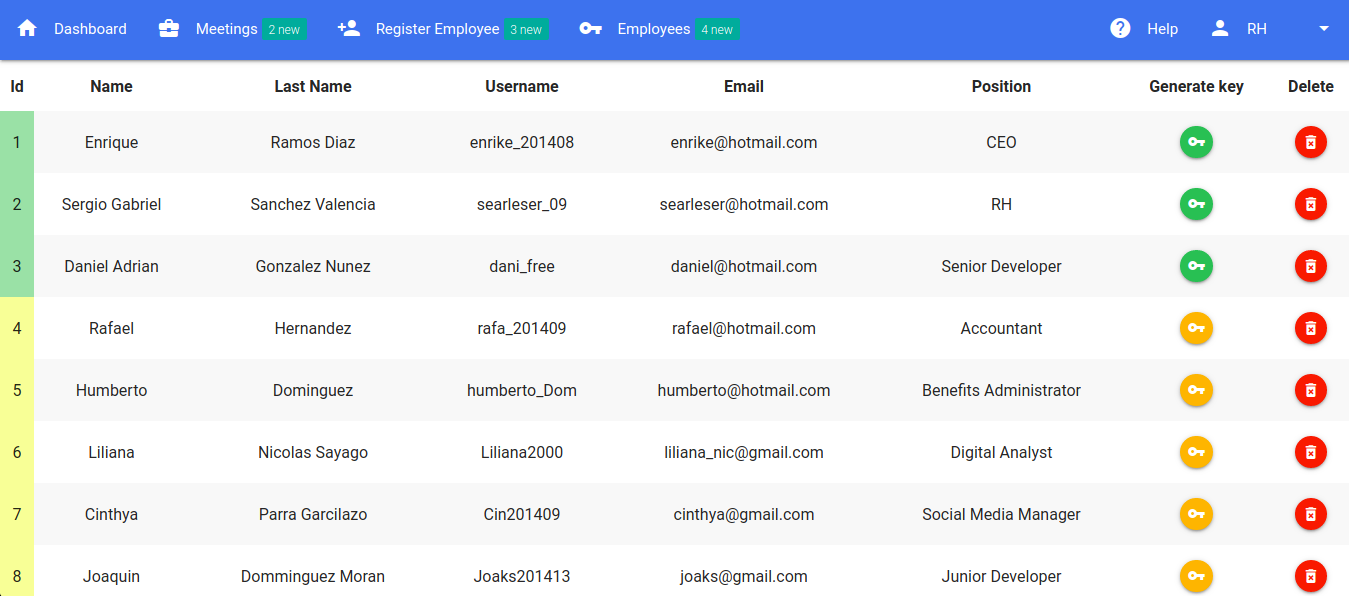 Dashboard Meetings 2 new Register Employee 3 new Employees 4 new Help RH
Id Name Last Name Username Email Position Generate key Delete
1 Enrique Ramos Diaz enrike_201408 enrike@hotmail.com CEO
2 Sergio Gabriel Sanchez Valencia searleser_09 searleser@hotmail.com RH
3 Daniel Adrian Gonzalez Nunez dani_free daniel@hotmail.com Senior Developer
4 Rafael Hernandez rafa_201409 rafael@hotmail.com Accountant
5 Humberto Dominguez humberto_Dom humberto@hotmail.com Benefits Administrator
6 Liliana Nicolas Sayago Liliana2000 liliana_nic@gmail.com Digital Analyst
7 Cinthya Parra Garcilazo Cin201409 cinthya@gmail.com Social Media Manager
8 Joaquin Domminguez Moran Joaks201413 joaks@gmail.com Junior Developer